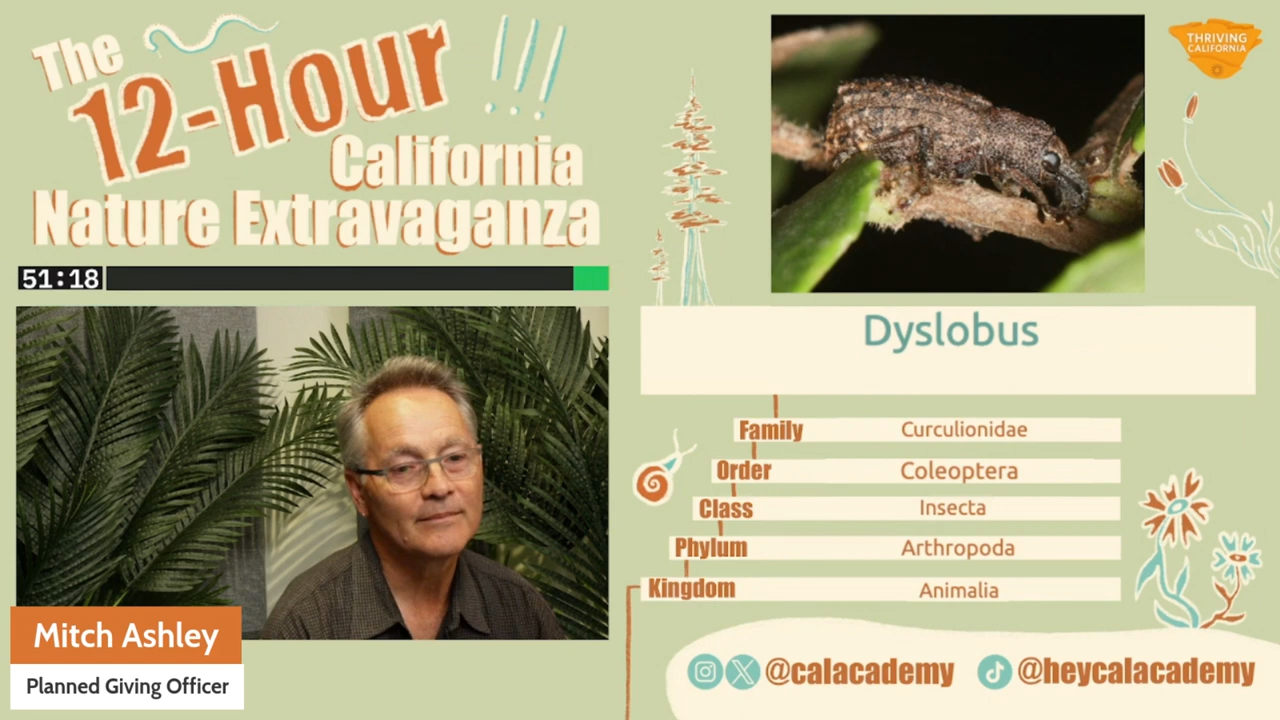 The
12-Hour
!!!
California
Nature Extravaganza
51:18
Mitch Ashley
Planned Giving Officer
THRIVING
CALIFORNIA
Dyslobus
Family Curculionidae
Order Coleoptera
Class Insecta
Phylum Arthropoda
Kingdom Animalia
@calacademy @heycalacademy